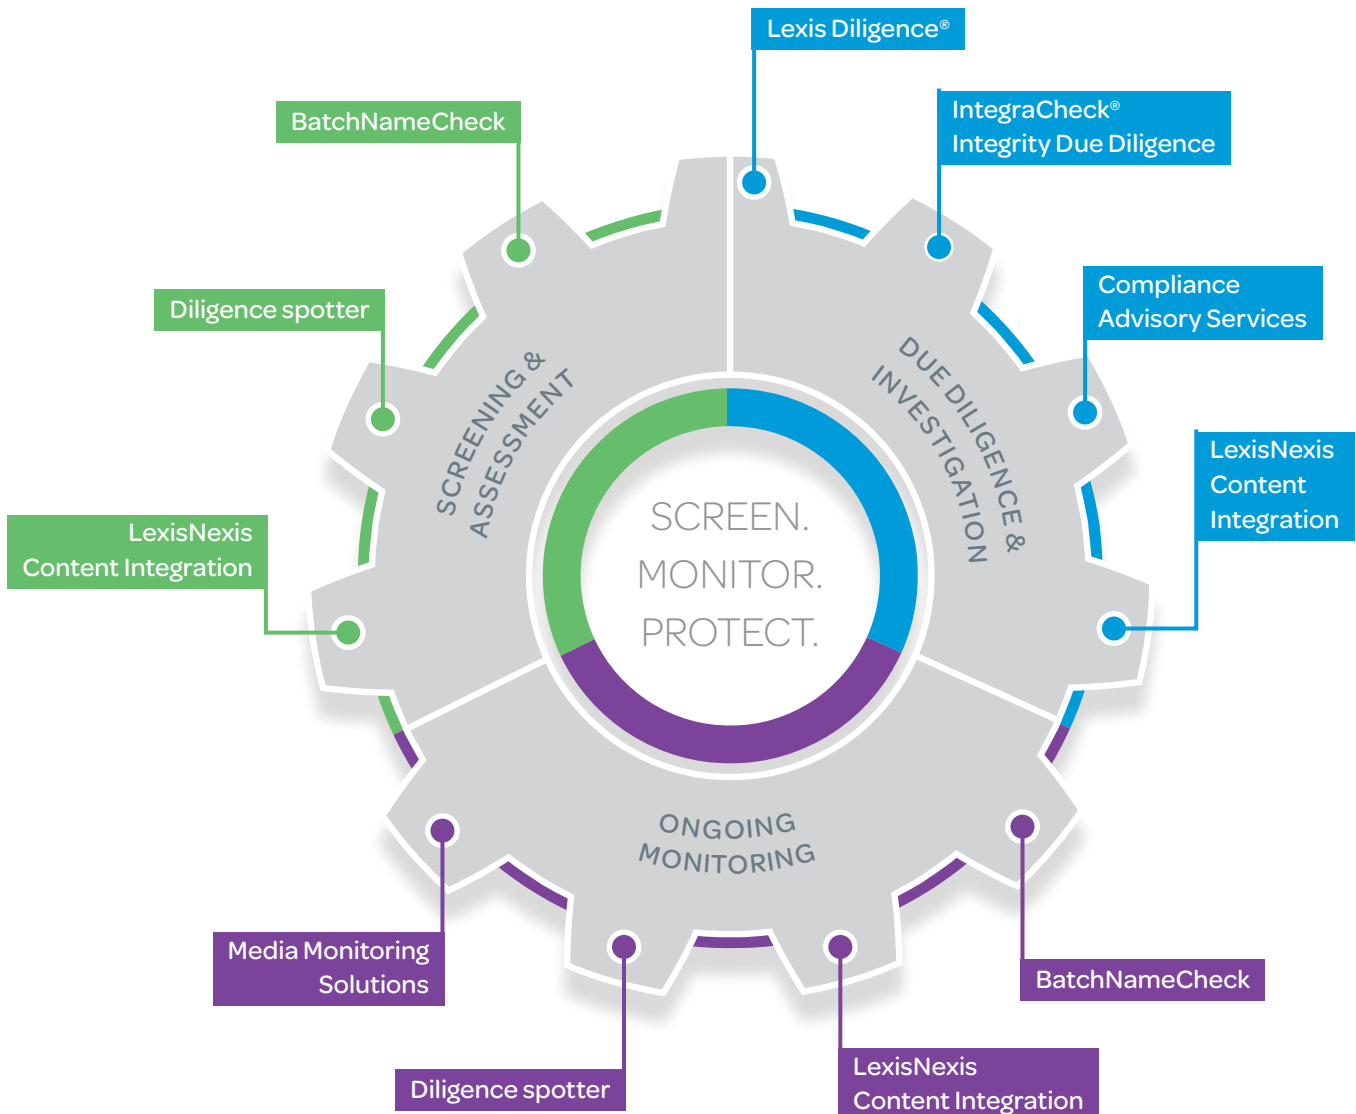 Lexis Diligence®
IntegraCheck®
Integrity Due Diligence
BatchNameCheck
Compliance
Advisory Services
Diligence spotter
LexisNexis
Content
Integration
LexisNexis
Content Integration
SCREENING &
ASSESSMENT
DUE DILIGENCE &
INVESTIGATION
SCREEN.
MONITOR.
PROTECT.
ONGOING
MONITORING
Media Monitoring
Solutions
BatchNameCheck
Diligence spotter
LexisNexis
Content Integration